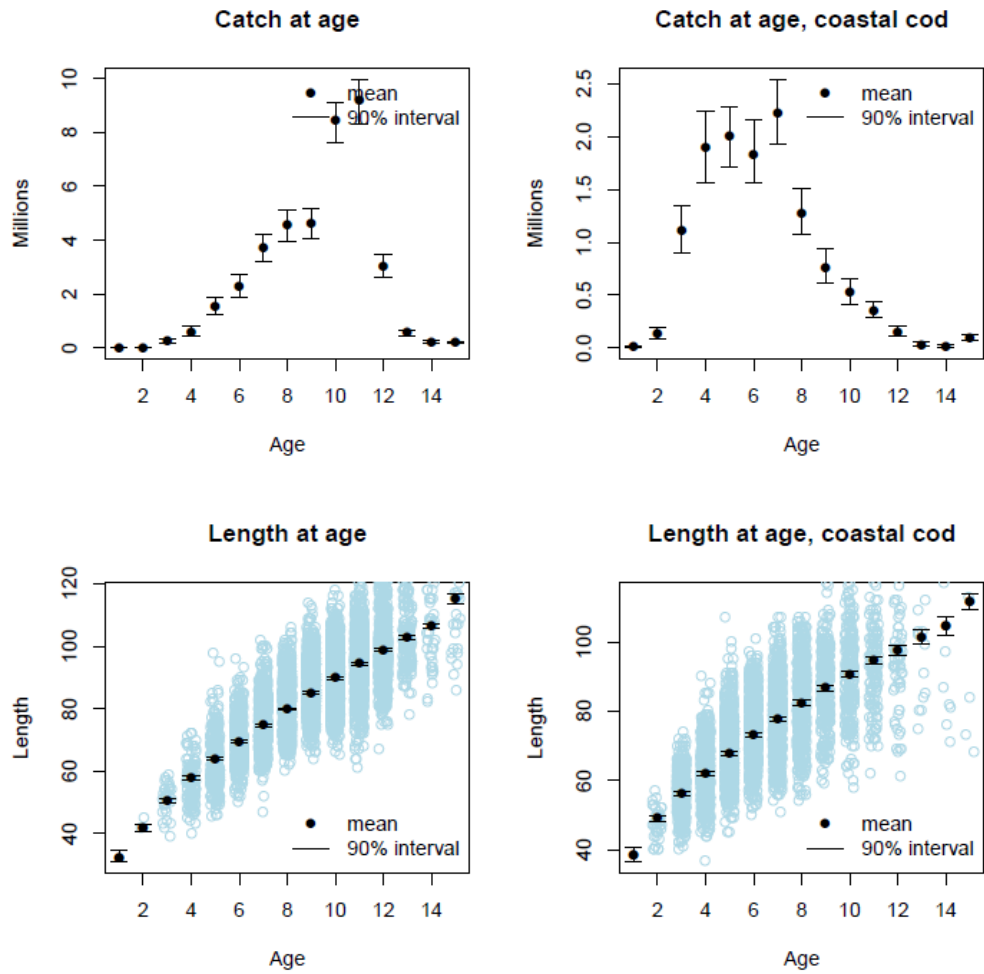 Catch at age
Millions
10
8
6
4
2
0
mean
90% interval
2 4 6 8 10 12 14
Age
Catch at age, coastal cod
Millions
2.5
2.0
1.5
1.0
0.5
0.0
mean
90% interval
2 4 6 8 10 12 14
Age
Length at age
Length
120
100
80
60
40
mean
90% interval
2 4 6 8 10 12 14
Age
Length at age, coastal cod
Length
100
80
60
40
mean
90% interval
2 4 6 8 10 12 14
Age